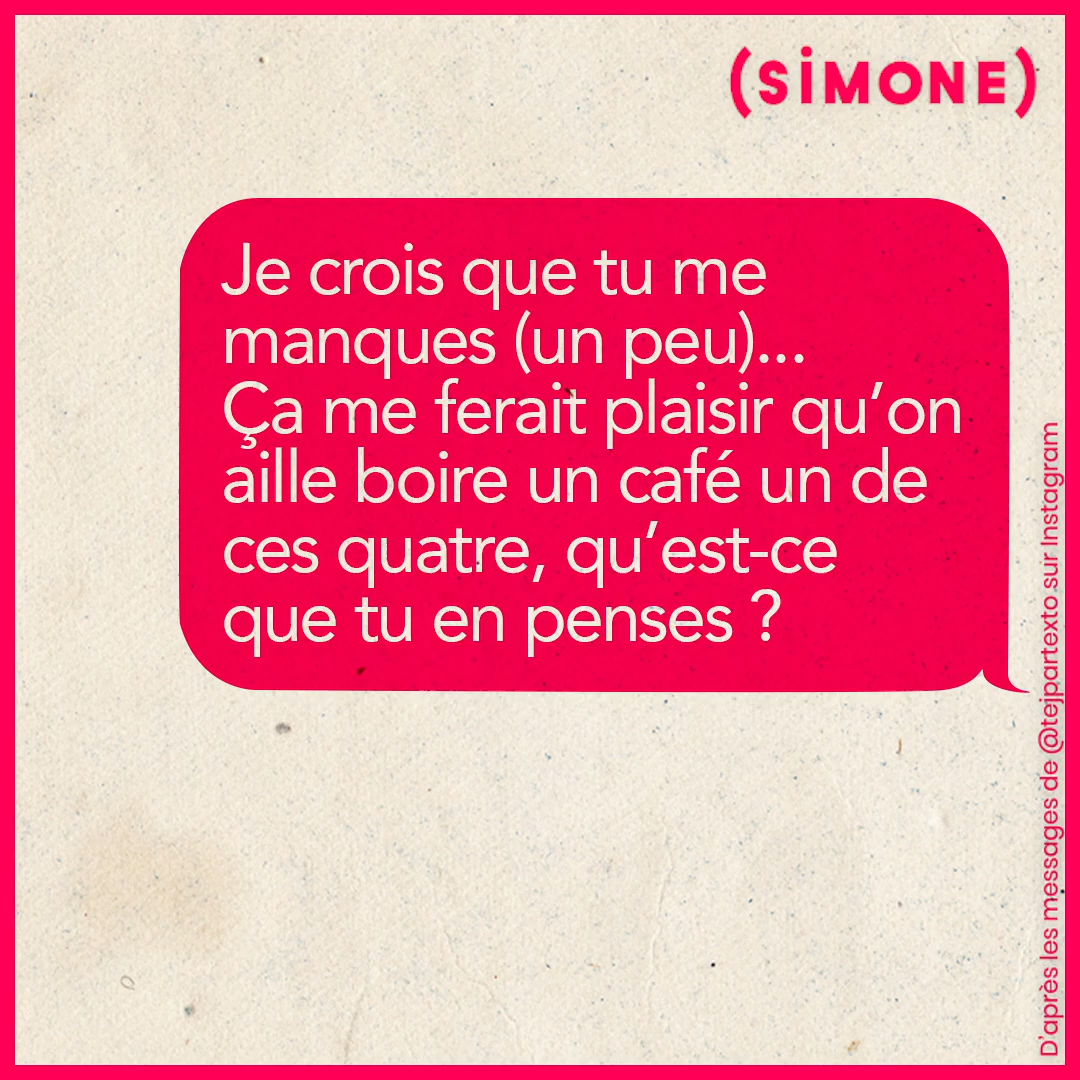 (SiMONE)
Je crois que tu me
manques (un peu)...
Ça me ferait plaisir qu’on
aille boire un café un de
ces quatre, qu’est-ce
que tu en penses ?
D’après les messages de @tejpartexto sur Instagram